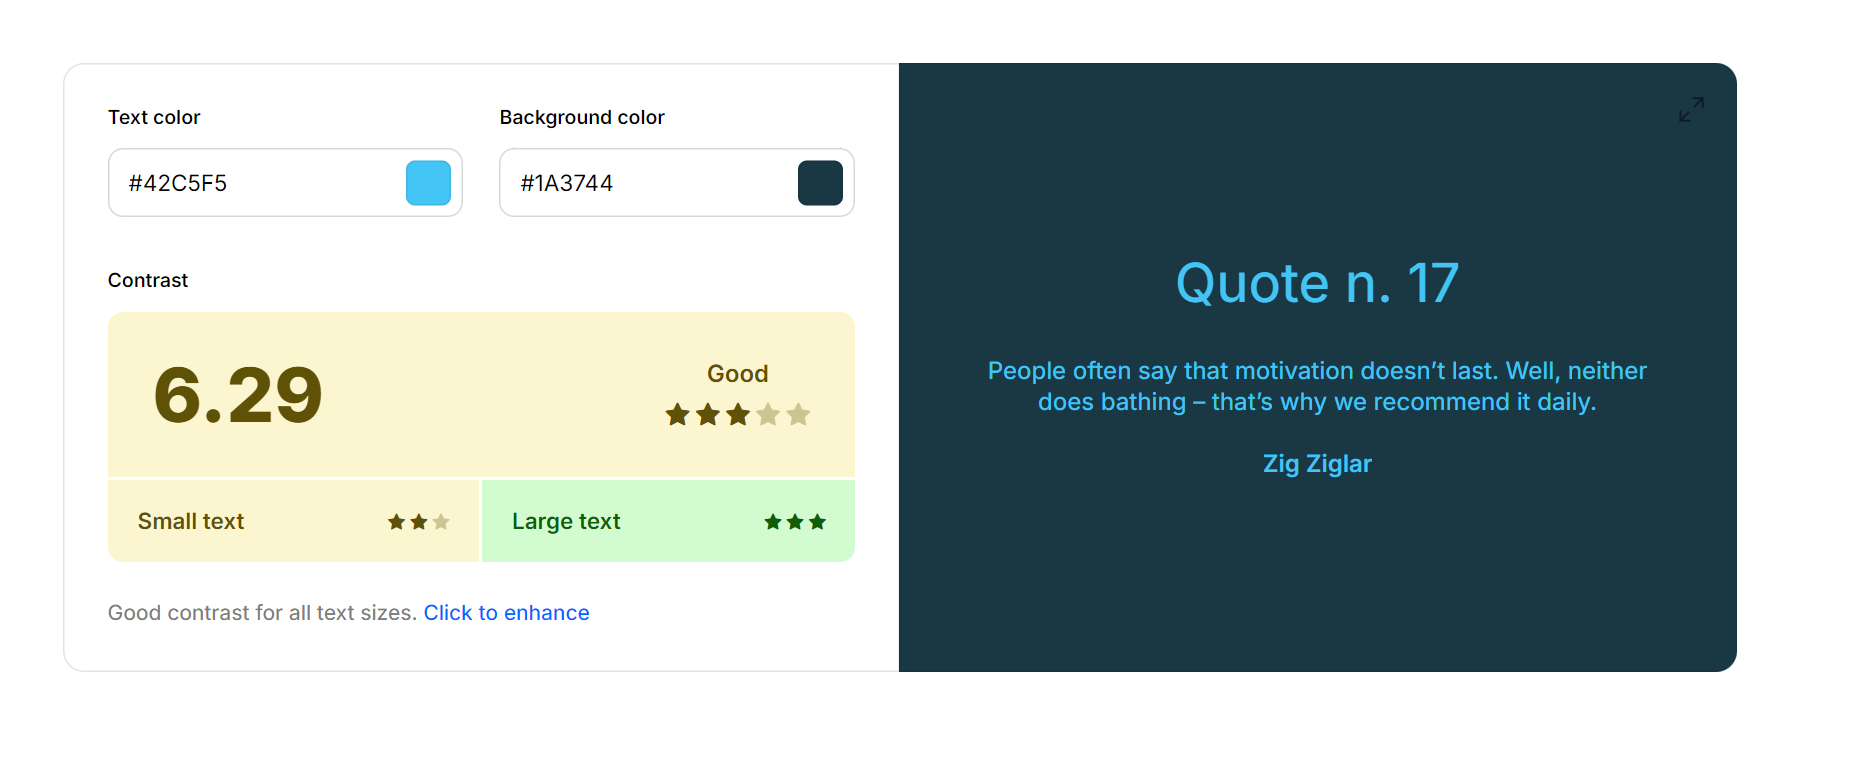 Text color
#42C5F5
Background color
#1A3744
Contrast
6.29
Good
Small text
Large text
Good contrast for all text sizes. Click to enhance
Quote n. 17
People often say that motivation doesn’t last. Well, neither
does bathing – that’s why we recommend it daily.
Zig Ziglar